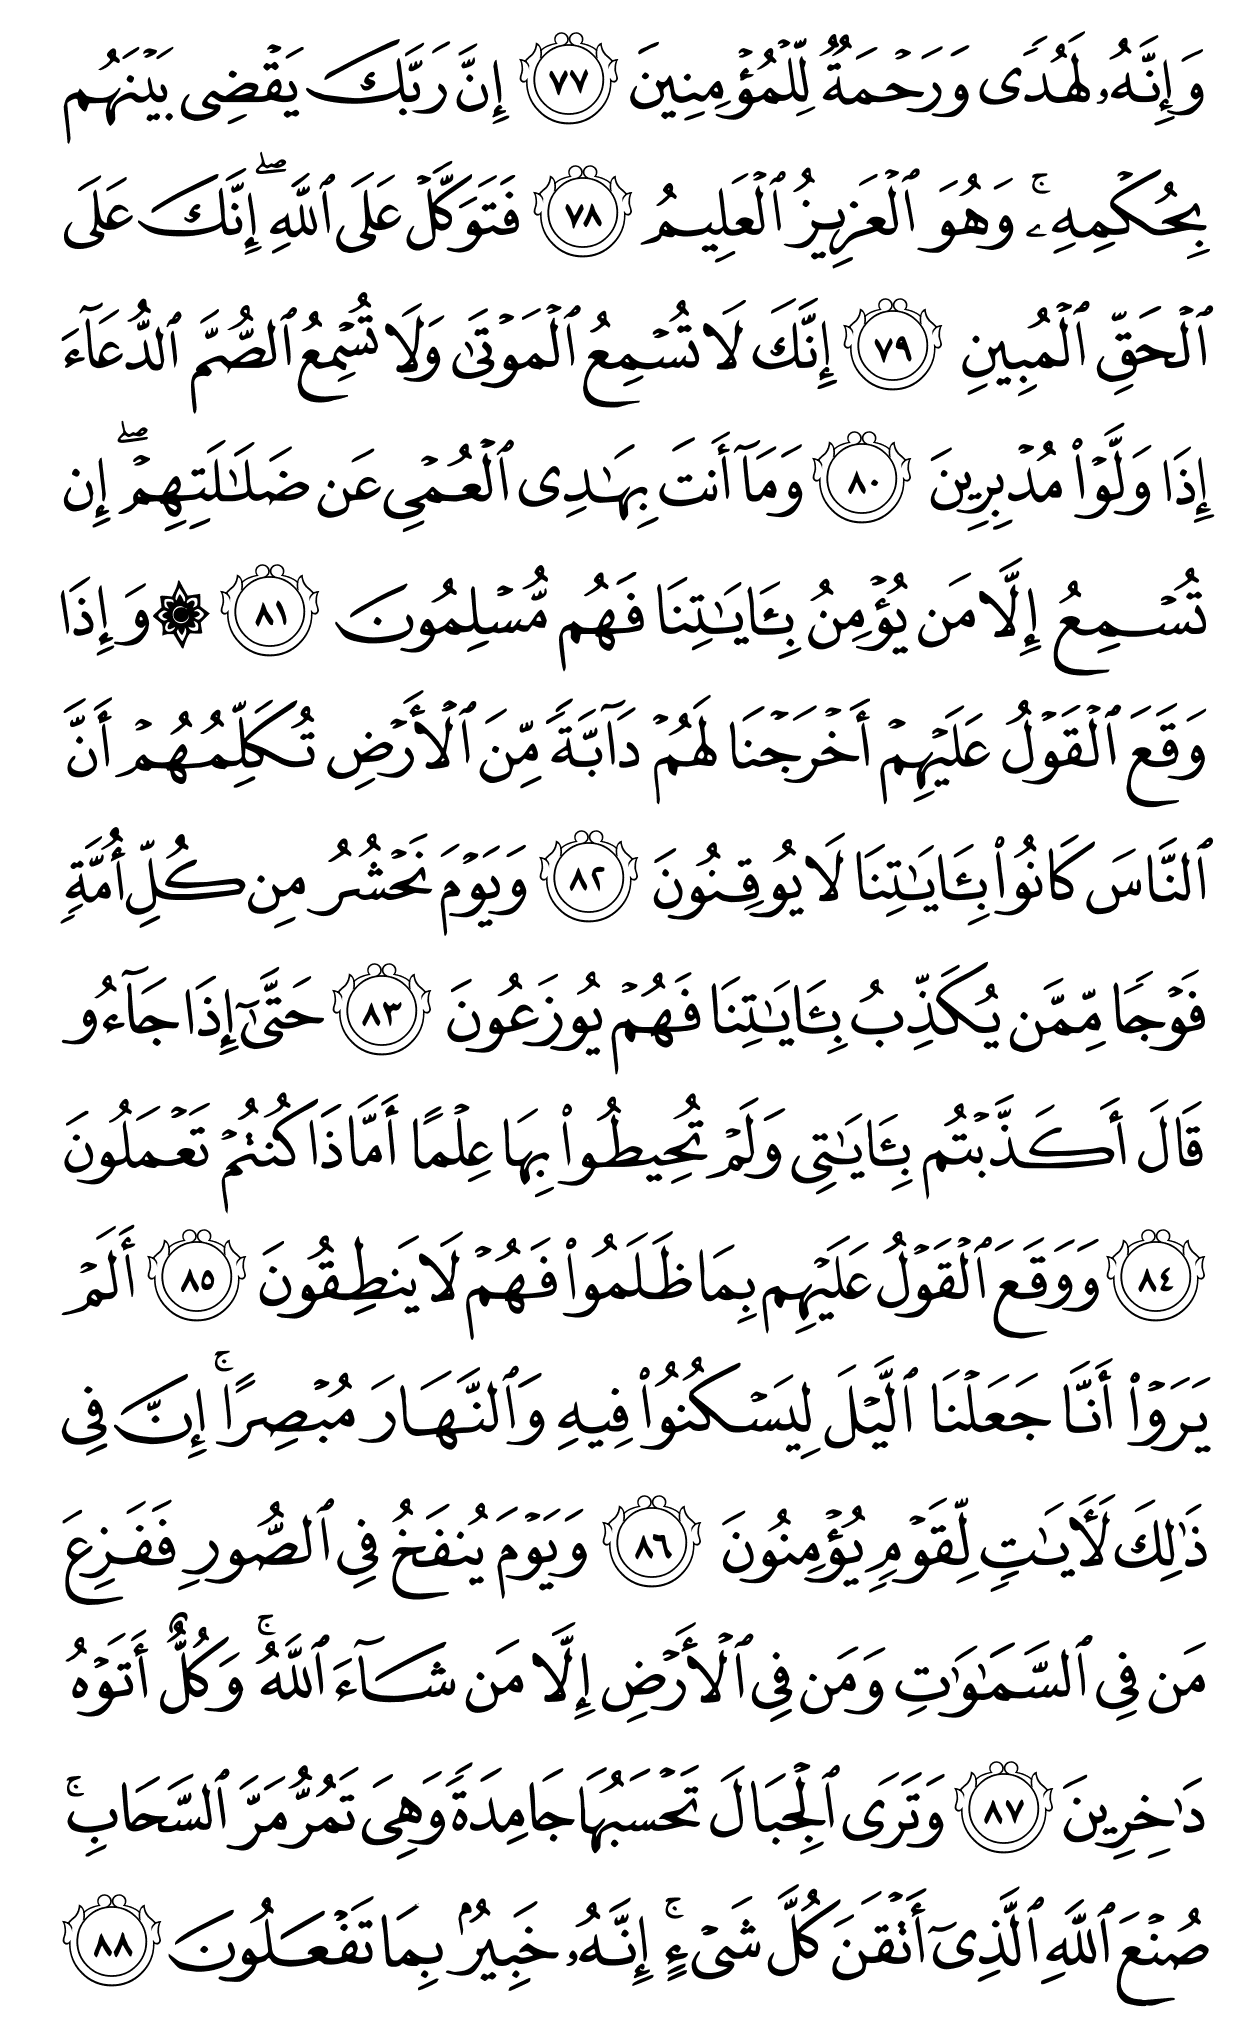 وَإِنَّهُۥ لَهُدًى وَرَحْمَةٌ لِّلْمُؤْمِنِينَ ٧٧ إِنَّ رَبَّكَ يَقْضِى بَيْنَهُم
بِحُكْمِهِۦ ۚ وَهُوَ ٱلْعَزِيزُ ٱلْعَلِيمُ ٧٨ فَتَوَكَّلْ عَلَى ٱللَّهِ ۖ إِنَّكَ عَلَى
ٱلْحَقِّ ٱلْمُبِينِ ٧٩ إِنَّكَ لَا تُسْمِعُ ٱلْمَوْتَىٰ وَلَا تُسْمِعُ ٱلصُّمَّ ٱلدُّعَآءَ
إِذَا وَلَّوْا۟ مُدْبِرِينَ ٨٠ وَمَآ أَنتَ بِهَـٰدِى ٱلْعُمْىِ عَن ضَلَـٰلَتِهِمْ ۖ إِن
تُسْمِعُ إِلَّا مَن يُؤْمِنُ بِـَٔايَـٰتِنَا فَهُم مُّسْلِمُونَ ٨١ ۞ وَإِذَا
وَقَعَ ٱلْقَوْلُ عَلَيْهِمْ أَخْرَجْنَا لَهُمْ دَآبَّةً مِّنَ ٱلْأَرْضِ تُكَلِّمُهُمْ أَنَّ
ٱلنَّاسَ كَانُوا۟ بِـَٔايَـٰتِنَا لَا يُوقِنُونَ ٨٢ وَيَوْمَ نَحْشُرُ مِن كُلِّ أُمَّةٍ
فَوْجًا مِّمَّن يُكَذِّبُ بِـَٔايَـٰتِنَا فَهُمْ يُوزَعُونَ ٨٣ حَتَّىٰٓ إِذَا جَآءُو
قَالَ أَكَذَّبْتُم بِـَٔايَـٰتِى وَلَمْ تُحِيطُوا۟ بِهَا عِلْمًا أَمَّاذَا كُنتُمْ تَعْمَلُونَ
٨٤ وَوَقَعَ ٱلْقَوْلُ عَلَيْهِم بِمَا ظَلَمُوا۟ فَهُمْ لَا يَنطِقُونَ ٨٥ أَلَمْ
يَرَوْا۟ أَنَّا جَعَلْنَا ٱلَّيْلَ لِيَسْكُنُوا۟ فِيهِ وَٱلنَّهَارَ مُبْصِرًا ۚ إِنَّ فِى
ذَٰلِكَ لَـَٔايَـٰتٍ لِّقَوْمٍ يُؤْمِنُونَ ٨٦ وَيَوْمَ يُنفَخُ فِى ٱلصُّورِ فَفَزِعَ
مَن فِى ٱلسَّمَـٰوَٰتِ وَمَن فِى ٱلْأَرْضِ إِلَّا مَن شَآءَ ٱللَّهُ ۚ وَكُلٌّ أَتَوْهُ
دَٰخِرِينَ ٨٧ وَتَرَى ٱلْجِبَالَ تَحْسَبُهَا جَامِدَةً وَهِىَ تَمُرُّ مَرَّ ٱلسَّحَابِ ۚ
صُنْعَ ٱللَّهِ ٱلَّذِىٓ أَتْقَنَ كُلَّ شَىْءٍ ۚ إِنَّهُۥ خَبِيرٌۢ بِمَا تَفْعَلُونَ ٨٨